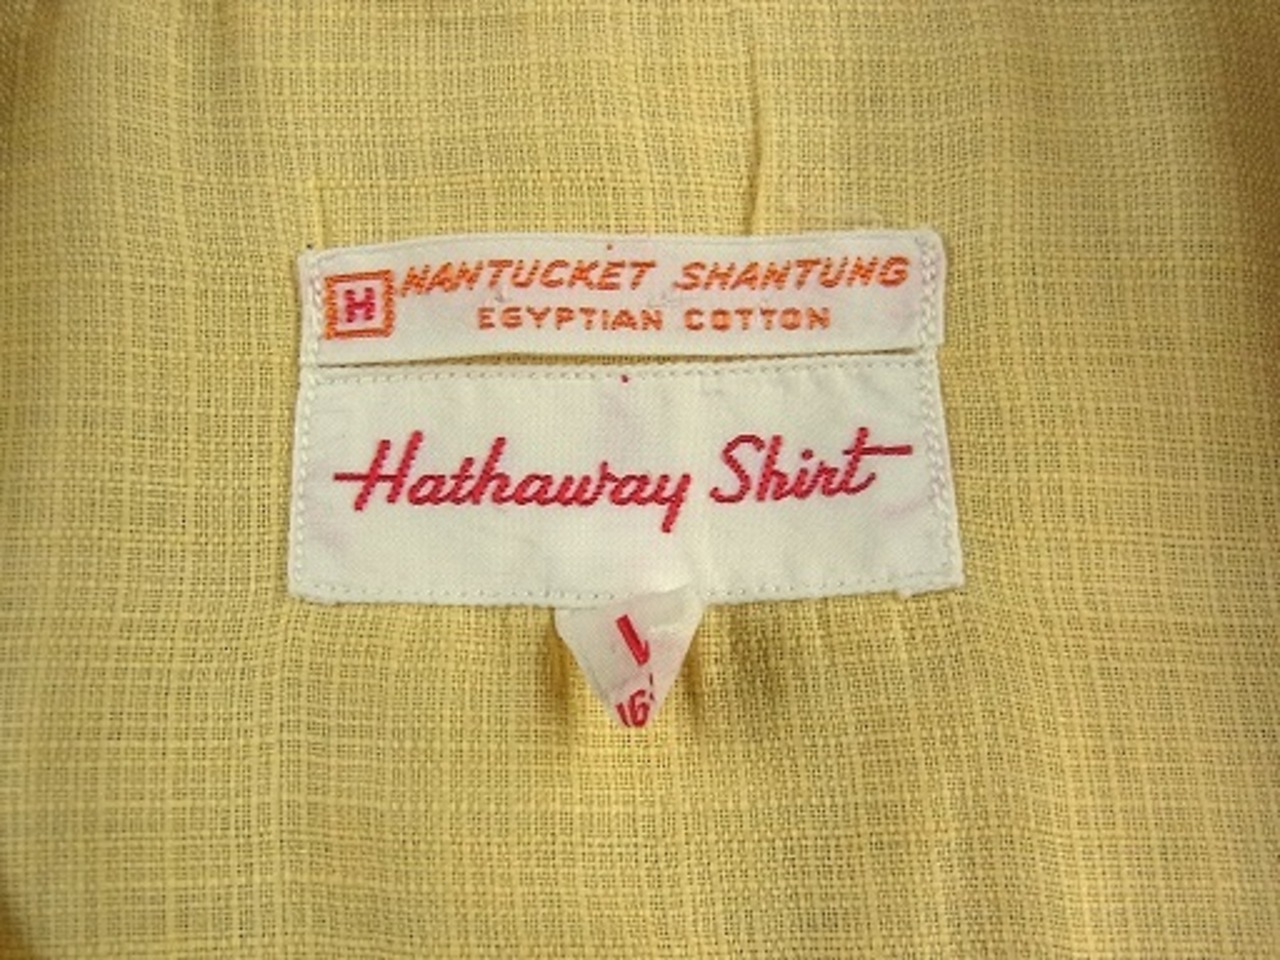 H NANTUCKET SHANTUNG
EGYPTIAN COTTON
Hathaway Shirt
16